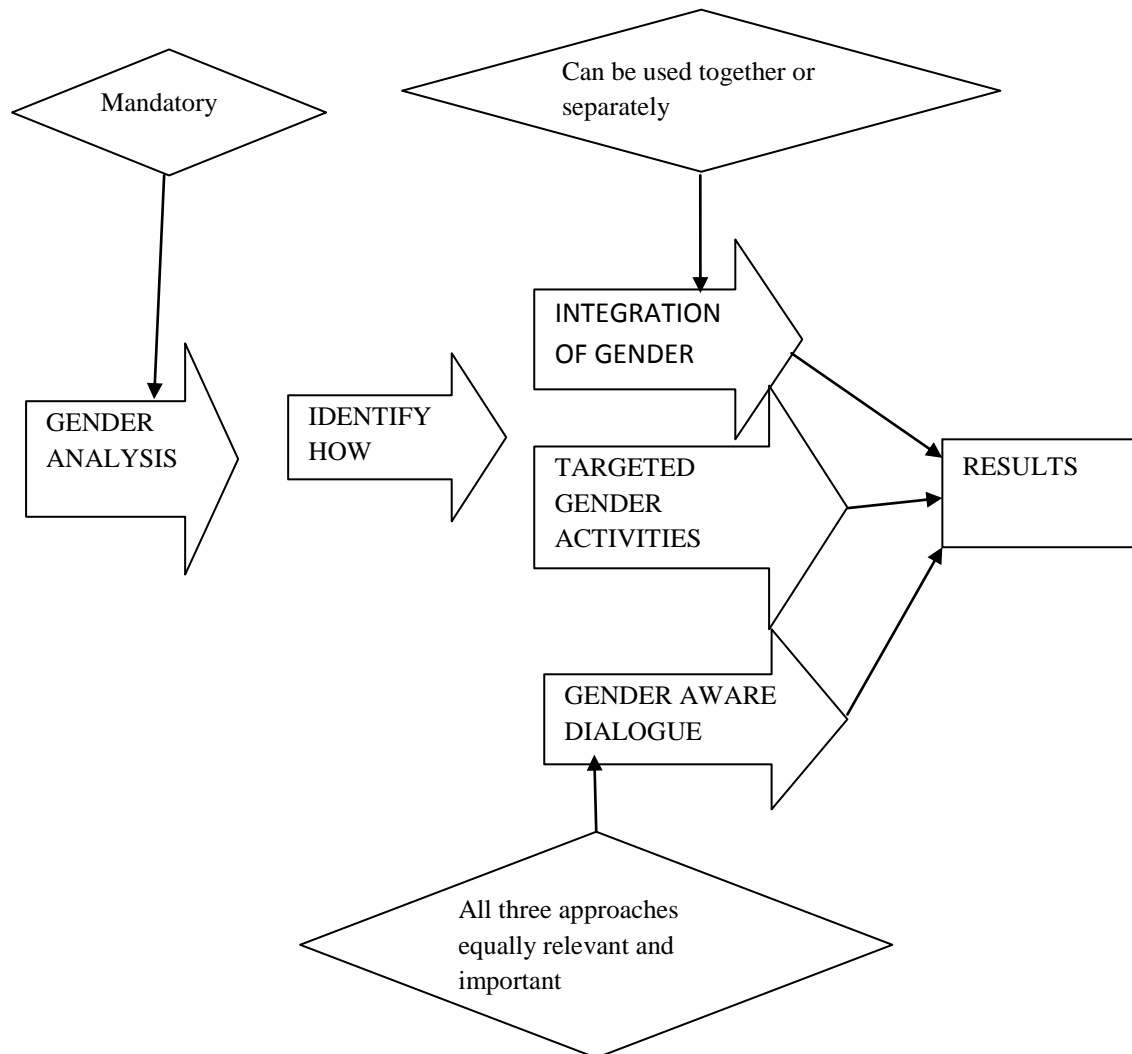 Mandatory
Can be used together or
separately
GENDER
ANALYSIS
IDENTIFY
HOW
INTEGRATION
OF GENDER
TARGETED
GENDER
ACTIVITIES
GENDER AWARE
DIALOGUE
RESULTS
All three approaches
equally relevant and
important